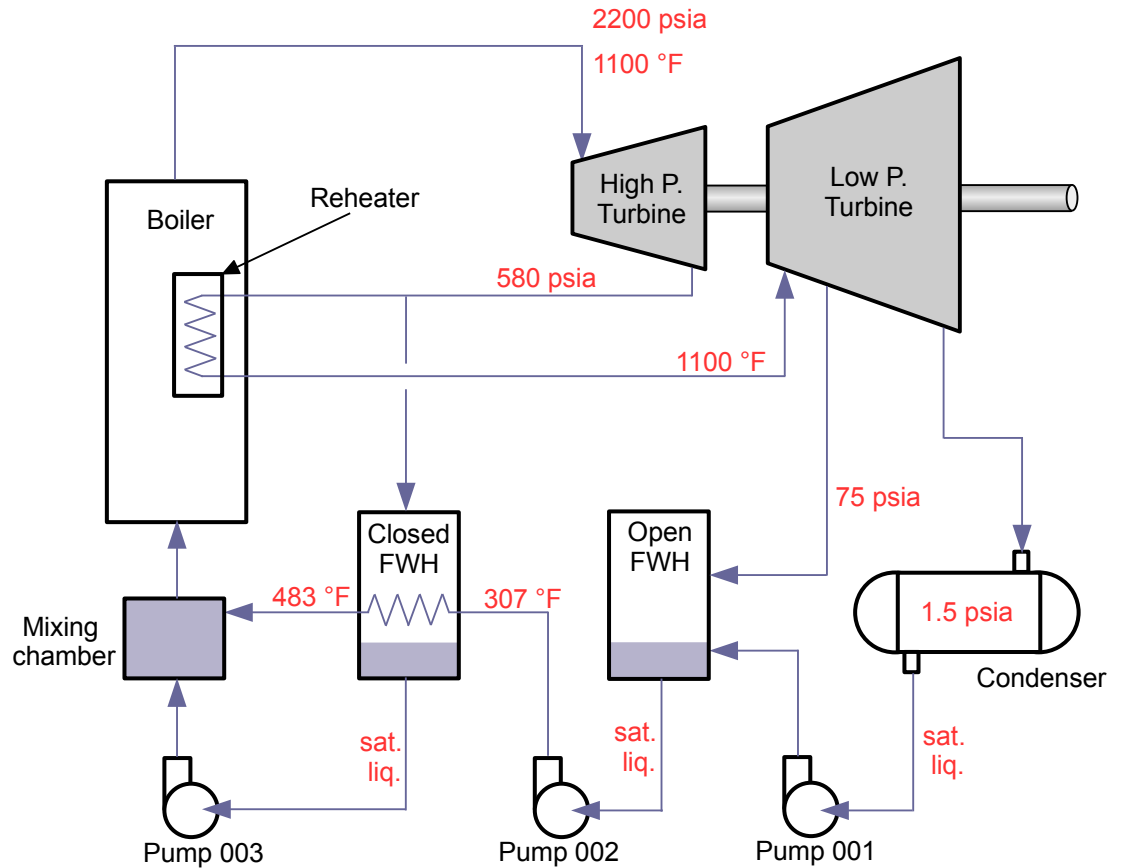 2200 psia
1100 °F
High P.
Turbine
Low P.
Turbine
Reheater
Boiler
580 psia
1100 °F
75 psia
Closed
FWH
Open
FWH
483 °F
307 °F
1.5 psia
Mixing
chamber
Condenser
sat.
liq.
sat.
liq.
sat.
liq.
Pump 003
Pump 002
Pump 001